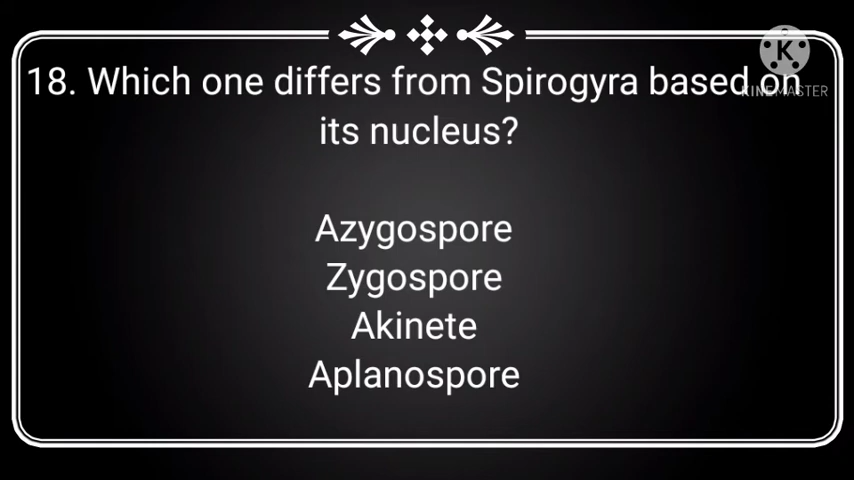 18. Which one differs from Spirogyra based on
its nucleus?
Azygospore
Zygospore
Akinete
Aplanospore
K
KINEMASTER